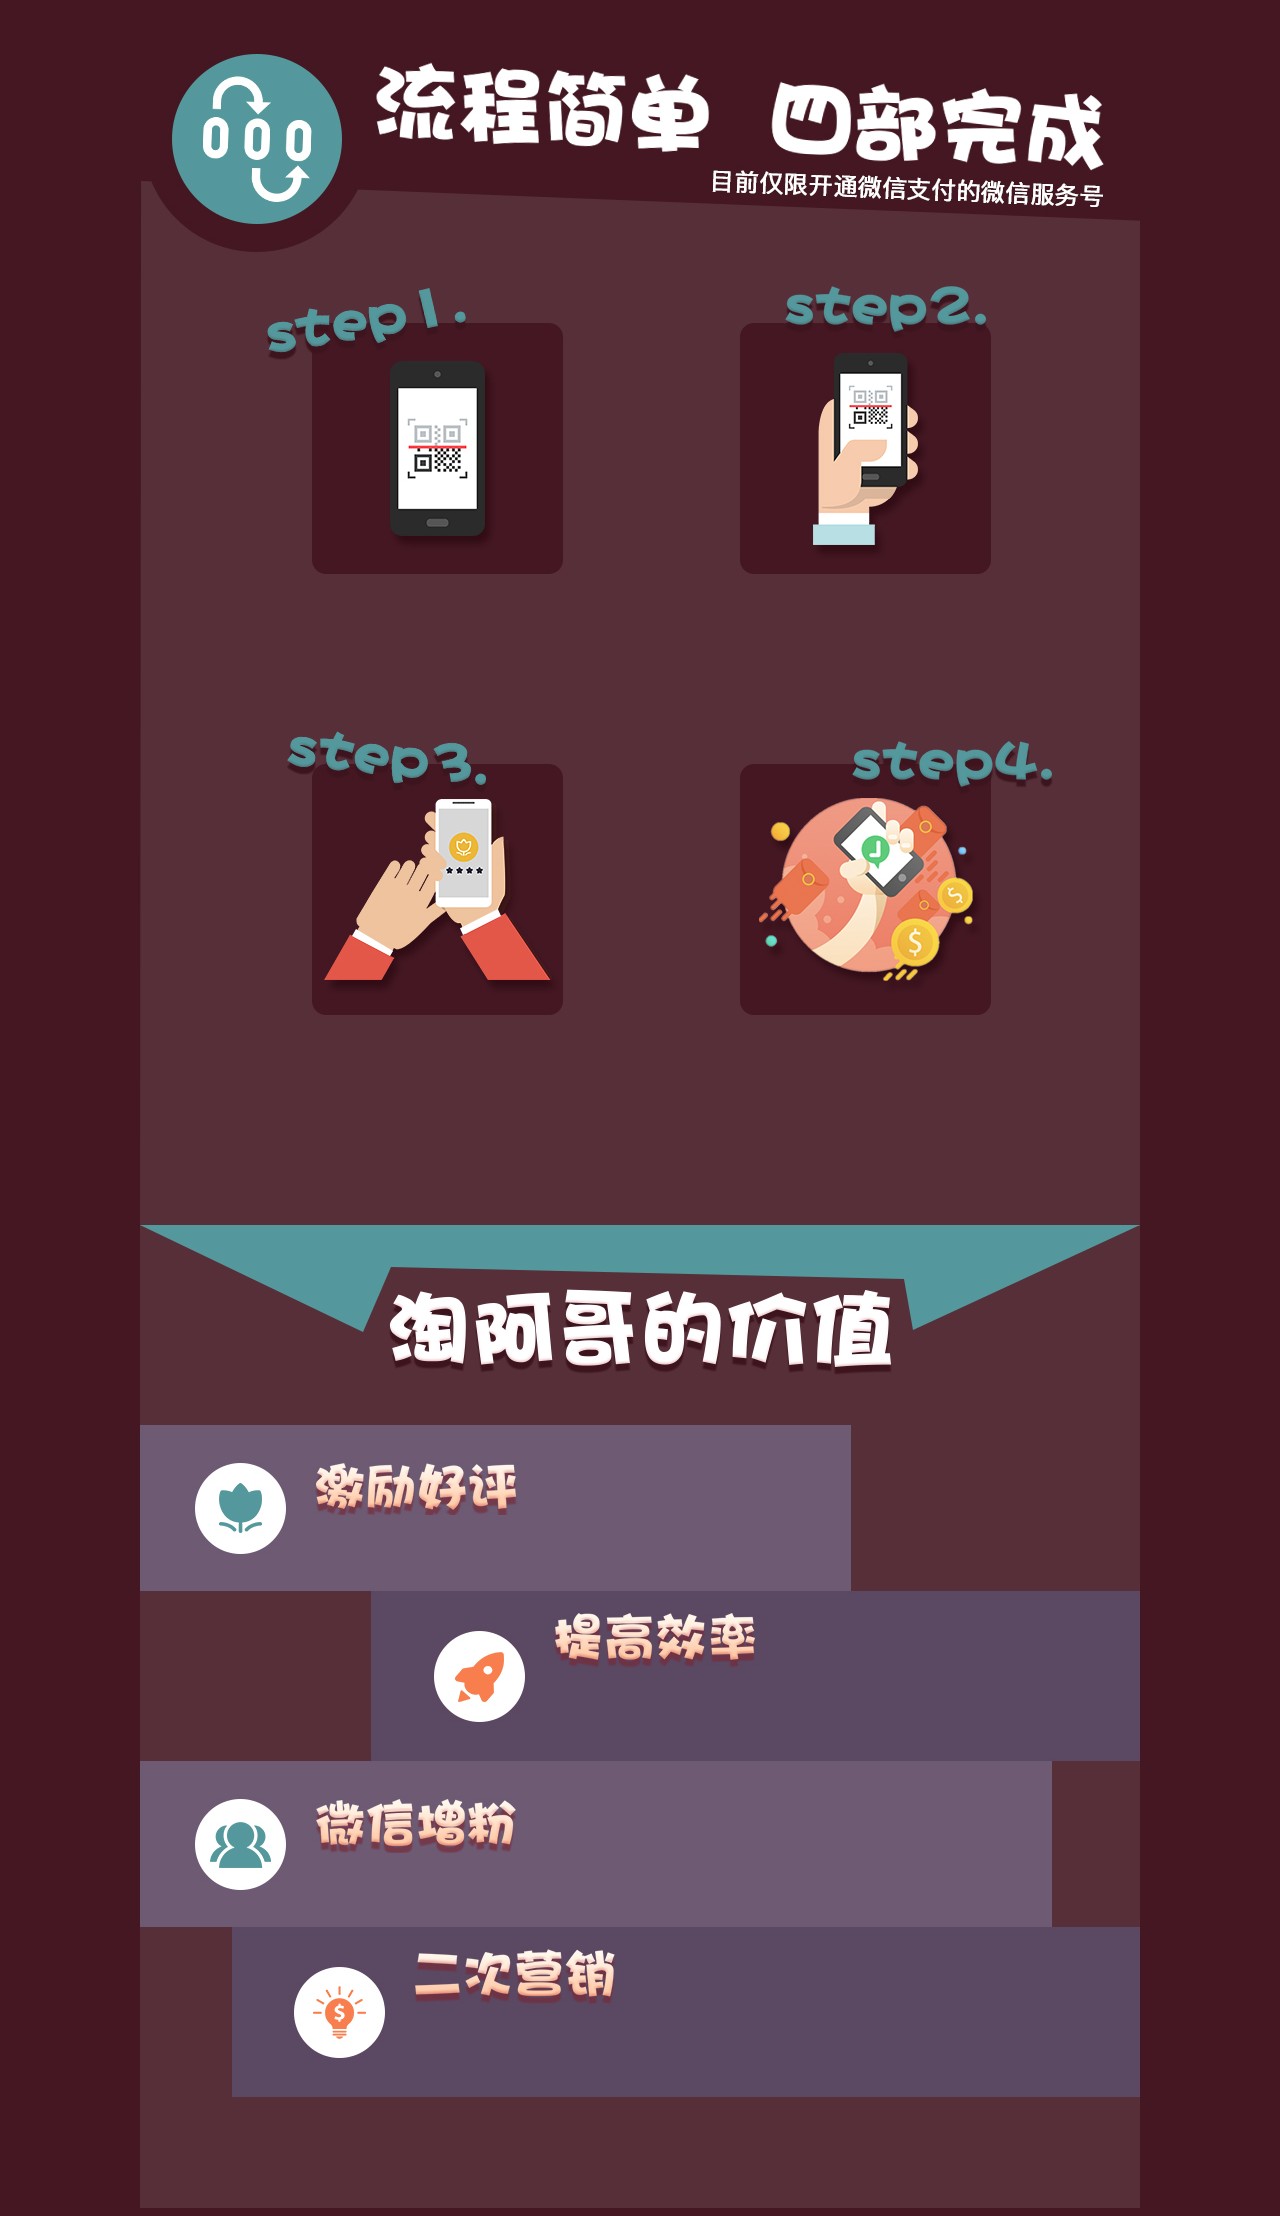 流程简单 四部完成
目前仅限开通微信支付的微信服务号
step1.
step2.
step3.
step4.
淘阿哥的价值
激励好评
提高效率
微信增粉
二次营销